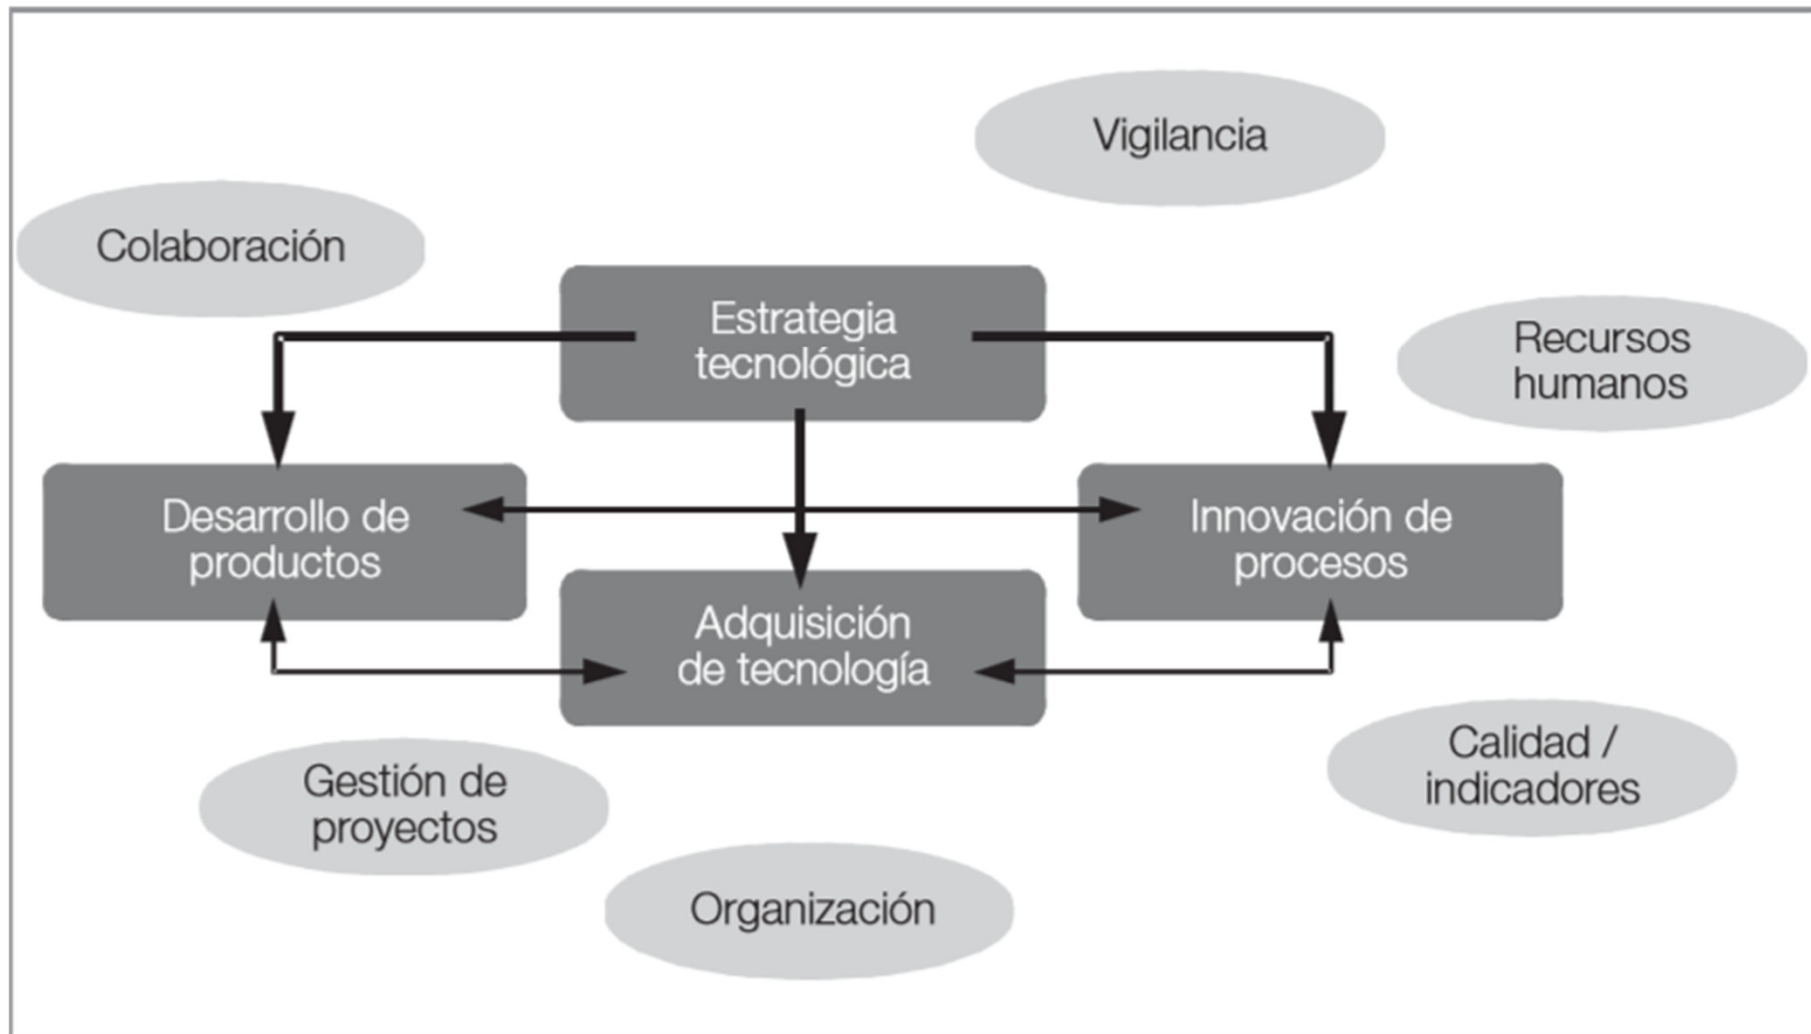 Vigilancia
Colaboración
Estrategia
tecnológica
Recursos
humanos
Desarrollo de
productos
Innovación de
procesos
Adquisición
de tecnología
Gestión de
proyectos
Calidad /
indicadores
Organización